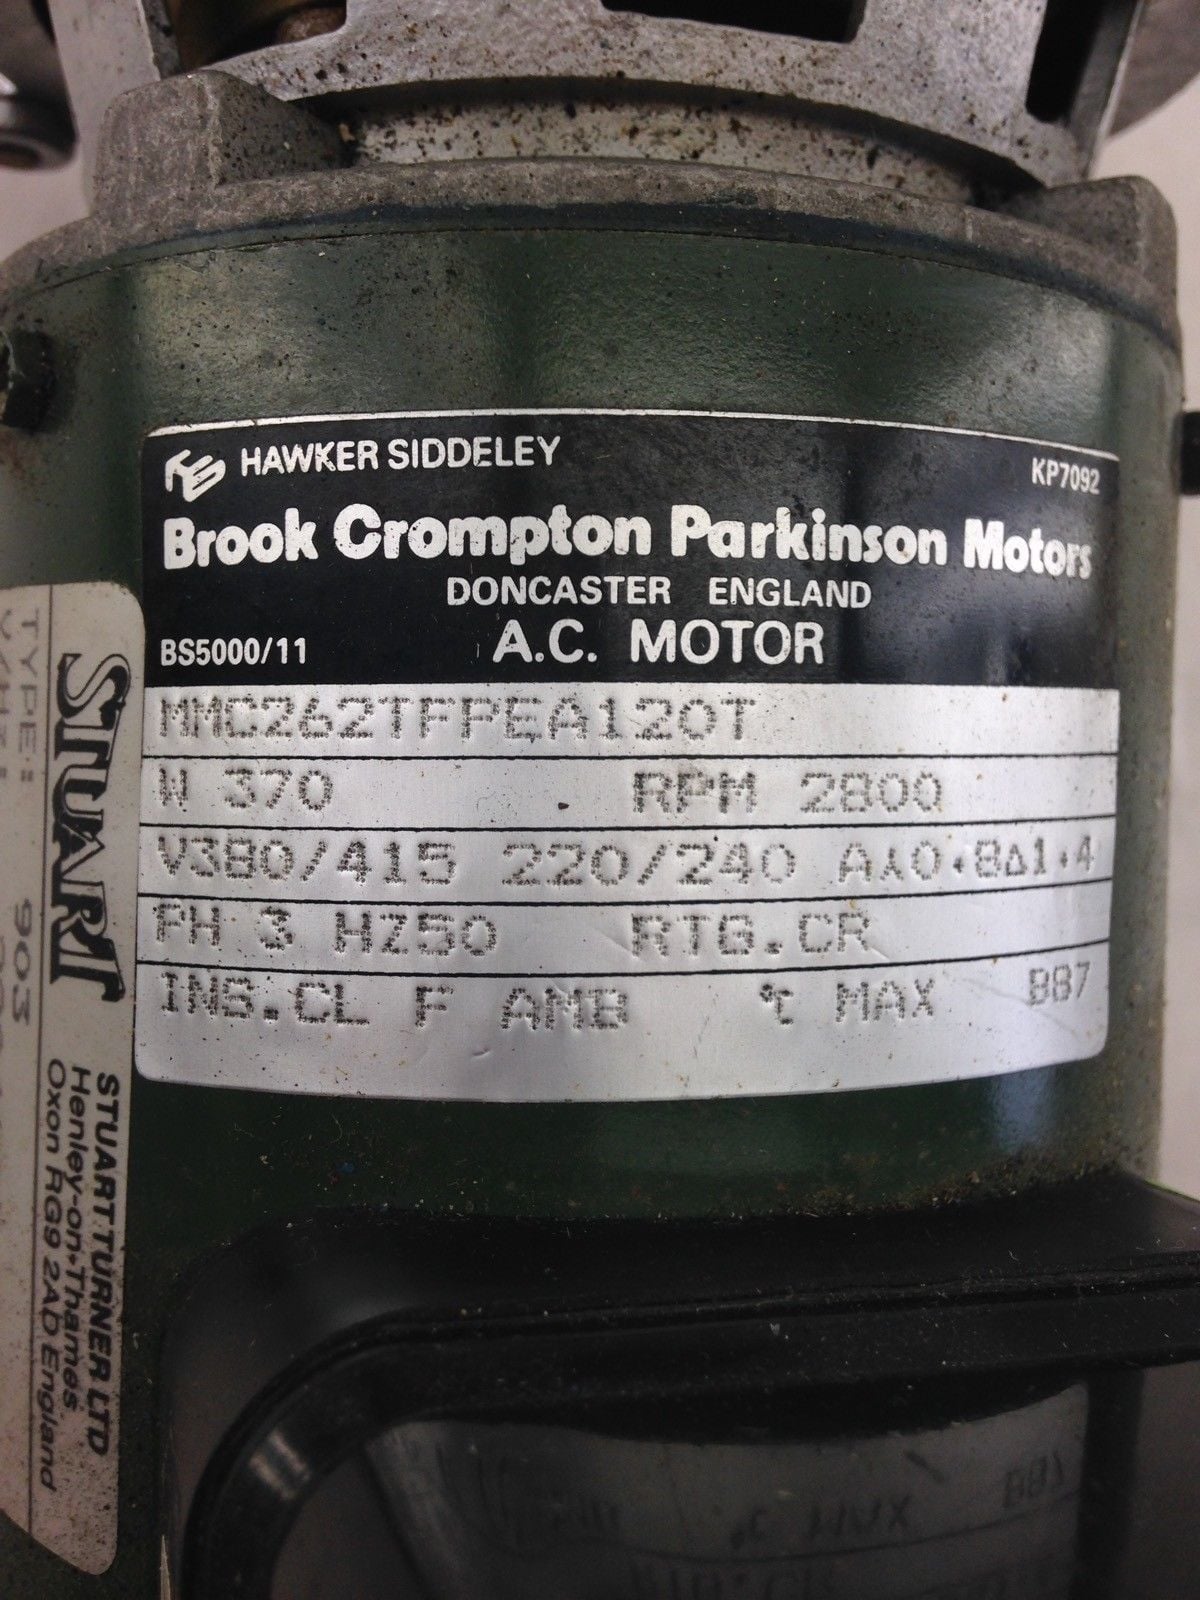 HAWKER SIDDELEY
KP7092
Brook Crompton Parkinson Motors
DONCASTER ENGLAND
BS5000/11 A.C. MOTOR
MMC262TFPEA120T
W 370 RPM 2800
V380/415 220/240 A⅄0.8Δ1.4
PH 3 HZ50 RTG.CR
INS.CL F AMB °C MAX B87
STUART
STUART TURNER LTD
Henley-on-Thames
Oxon RG9 2AD England
TYPE: 903